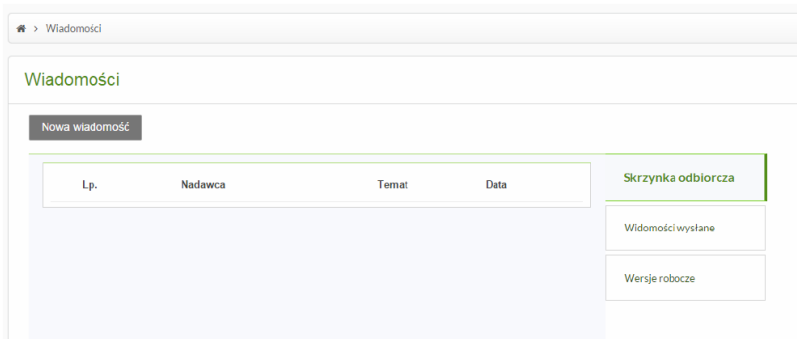 > Wiadomości
Wiadomości
Nowa wiadomość
Lp. Nadawca Temat Data
Skrzynka odbiorcza
Widomości wysłane
Wersje robocze